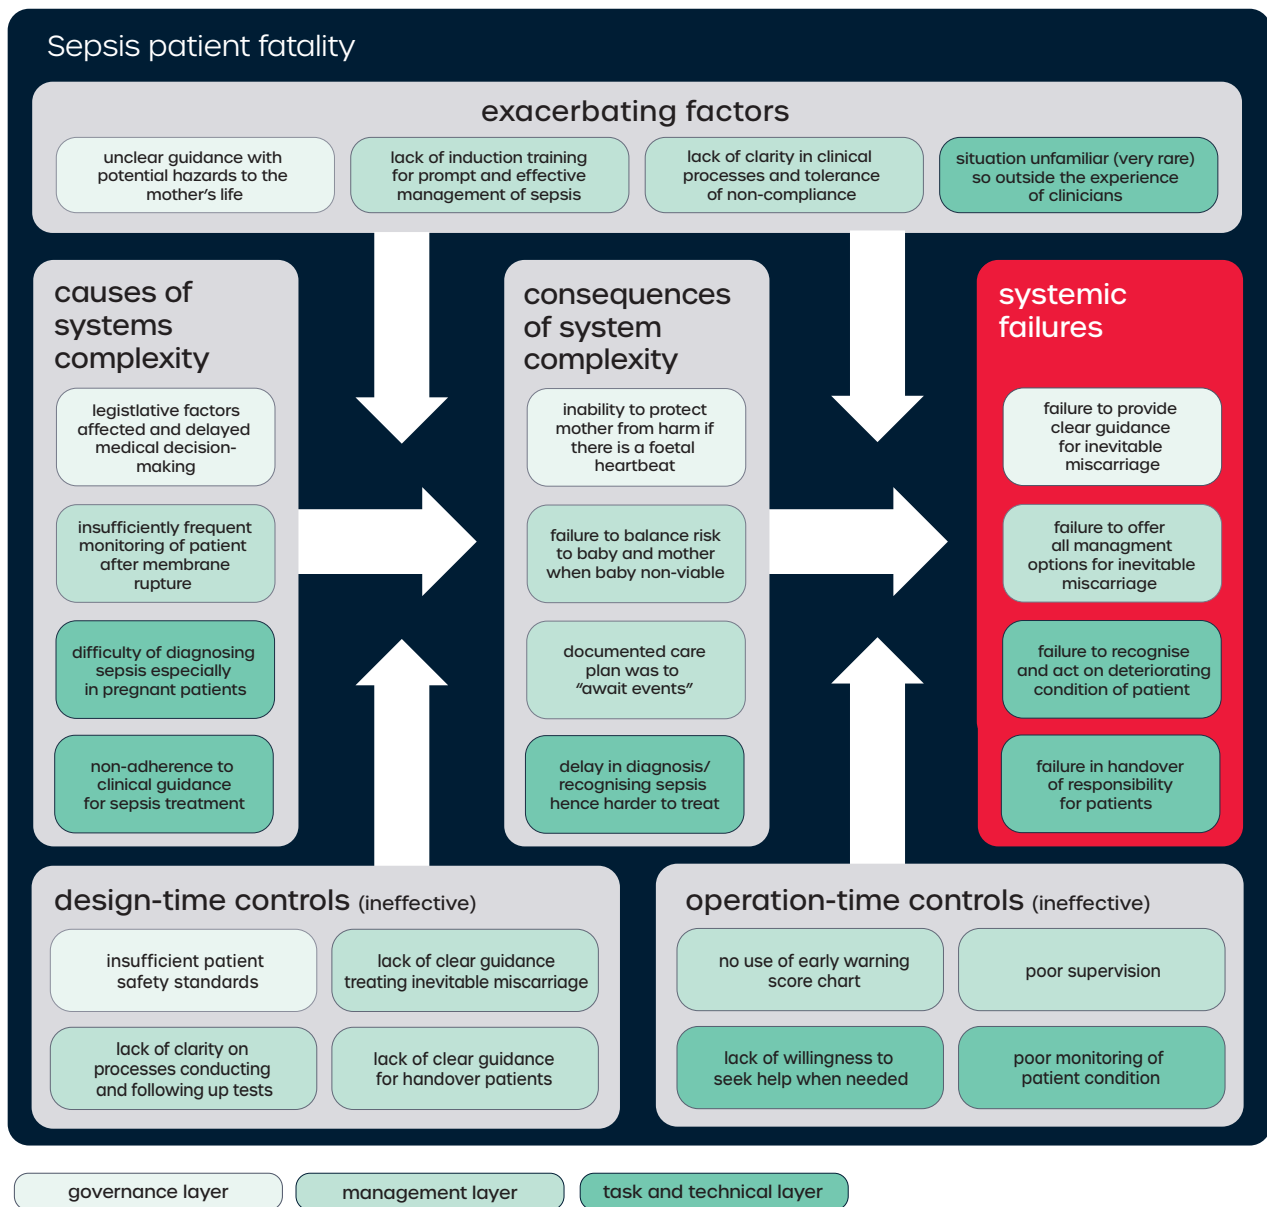 Sepsis patient fatality
exacerbating factors
unclear guidance with
potential hazards to the
mother's life
lack of induction training
for prompt and effective
management of sepsis
lack of clarity in clinical
processes and tolerance
of non-compliance
situation unfamiliar (very rare)
so outside the experience
of clinicians
causes of
systems
complexity
legistlative factors
affected and delayed
medical decision-
making
insufficiently frequent
monitoring of patient
after membrane
rupture
difficulty of diagnosing
sepsis especially
in pregnant patients
non-adherence to
clinical guidance
for sepsis treatment
consequences
of system
complexity
inability to protect
mother from harm if
there is a foetal
heartbeat
failure to balance risk
to baby and mother
when baby non-viable
documented care
plan was to
“await events”
delay in diagnosis/
recognising sepsis
hence harder to treat
systemic
failures
failure to provide
clear guidance
for inevitable
miscarriage
failure to offer
all managment
options for inevitable
miscarriage
failure to recognise
and act on deteriorating
condition of patient
failure in handover
of responsibility
for patients
design-time controls (ineffective)
insufficient patient
safety standards
lack of clear guidance
treating inevitable miscarriage
lack of clarity on
processes conducting
and following up tests
lack of clear guidance
for handover patients
operation-time controls (ineffective)
no use of early warning
score chart
poor supervision
lack of willingness to
seek help when needed
poor monitoring of
patient condition
governance layer
management layer
task and technical layer